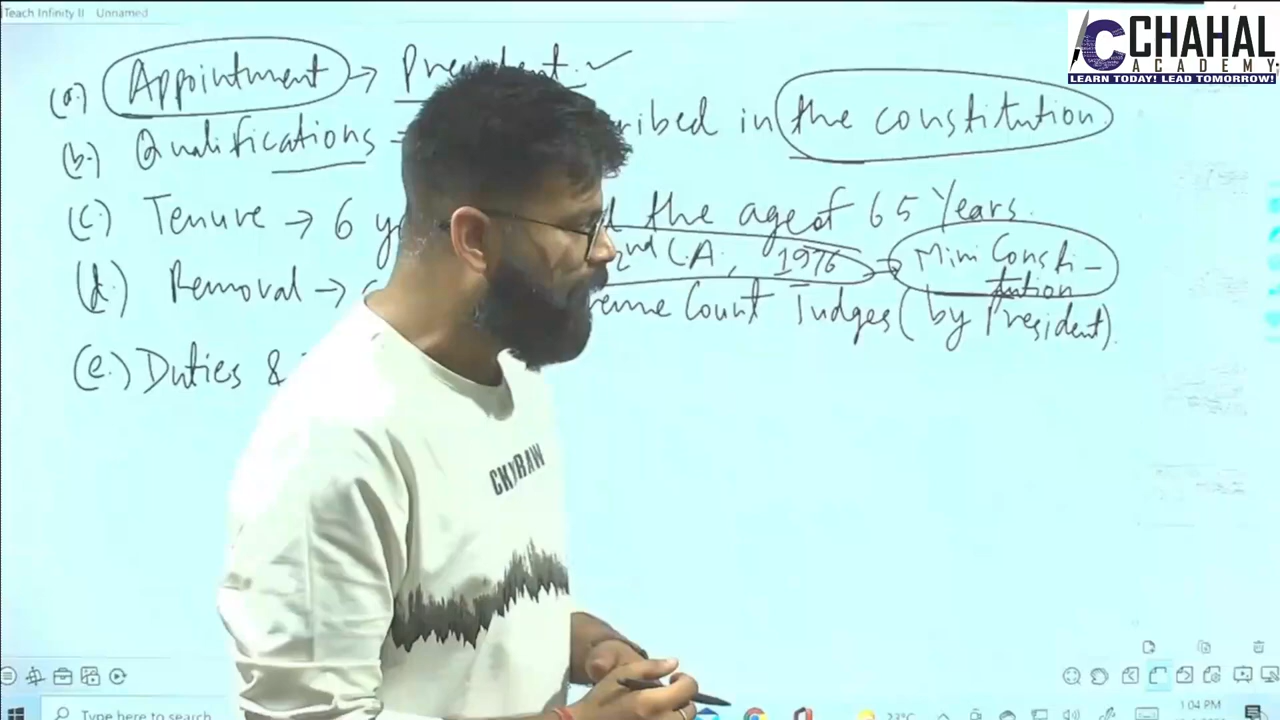 Teach Infinity II Unnamed
CHAHAL
ACADEMY
LEARN TODAY! LEAD TOMORROW!
(a.) Appointment → President. ✓
(b.) Qualifications → ribed in the constitution
(c.) Tenure → 6 the age of 65 Years.
2nd C.A., 1976 → Mini Consti-
tution
(d.) Removal → reme Court Judges (by President).
(e.) Duties &
CKYRAW
Type here to search
23°C
1:04 PM